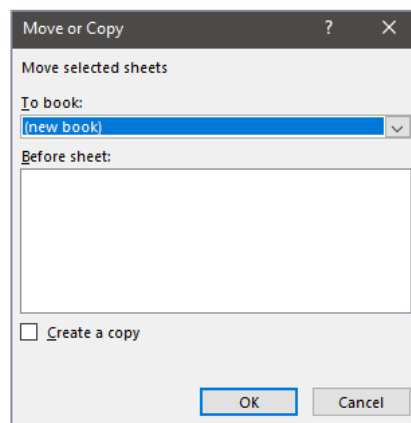 Move or Copy ?
Move selected sheets
To book:
(new book)
Before sheet:
Create a copy
OK Cancel